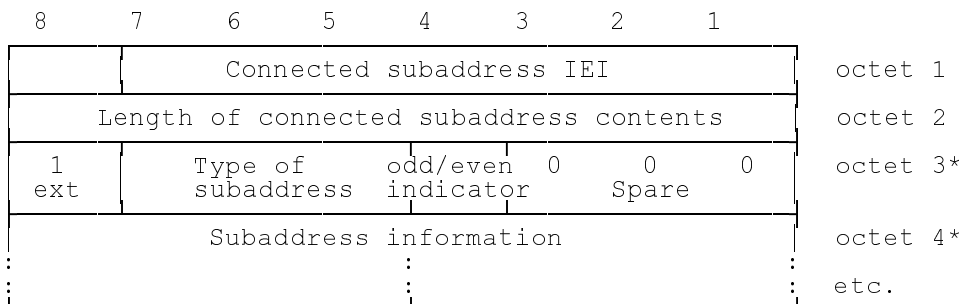 8 7 6 5 4 3 2 1
Connected subaddress IEI octet 1
Length of connected subaddress contents octet 2
1 Type of odd/even 0 0 0 octet 3*
ext subaddress indicator Spare
Subaddress information octet 4*
: : :
: : : etc.